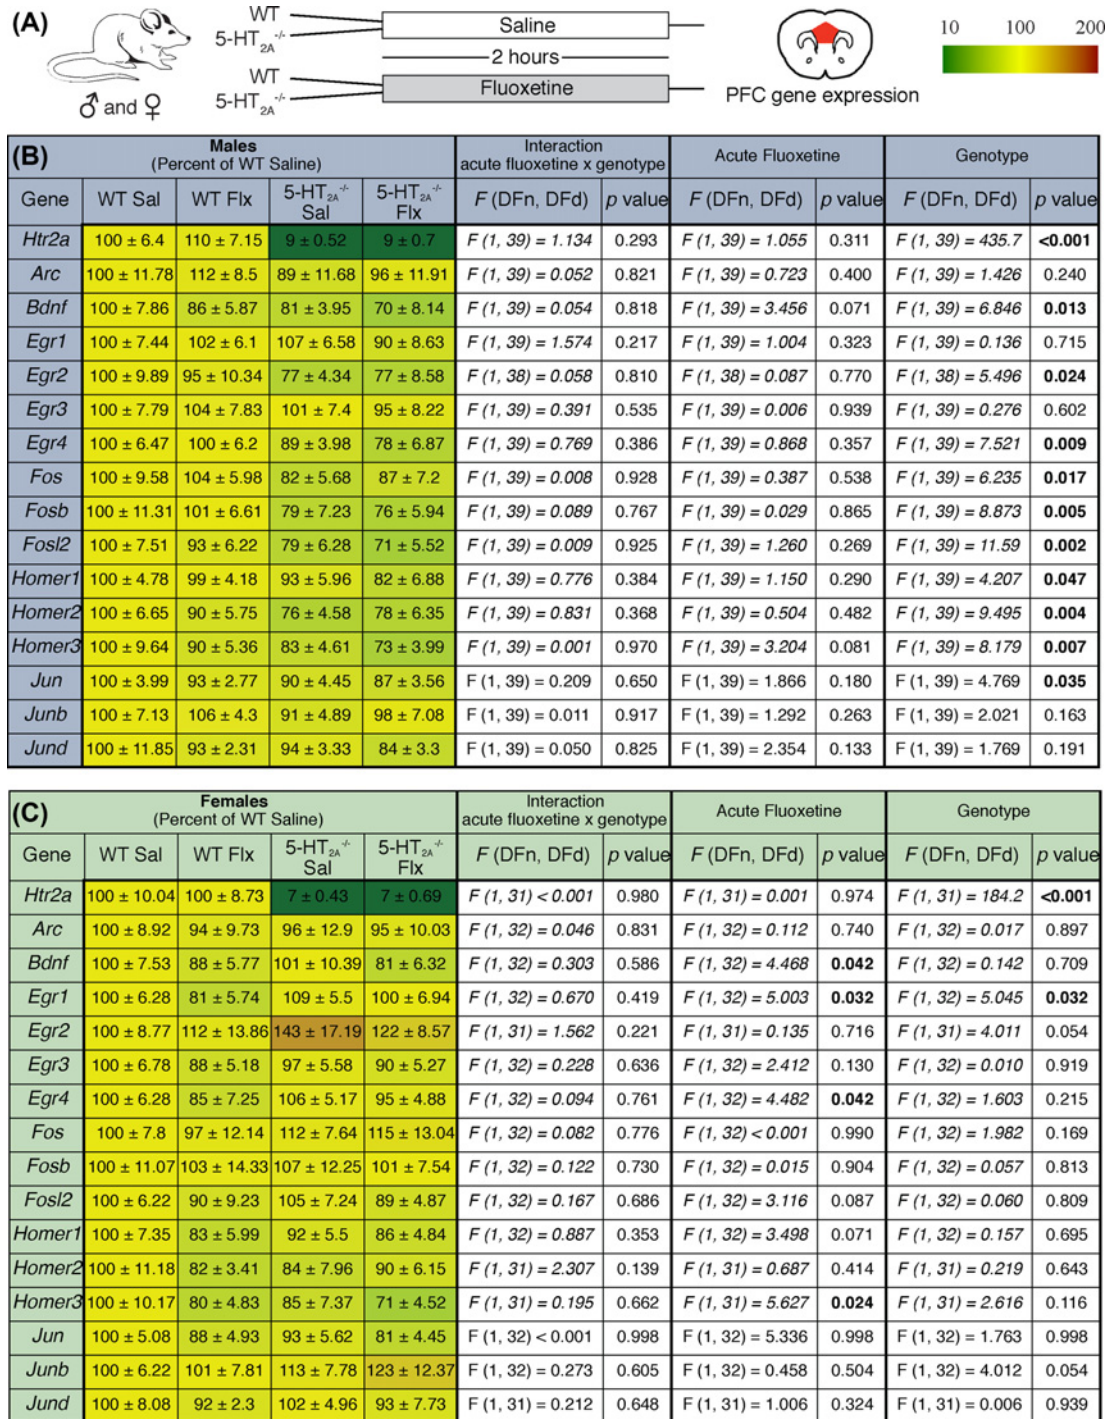 (A)
WT
5-HT2A-/-
Saline
2 hours
WT
5-HT2A-/-
Fluoxetine
♂ and ♀
PFC gene expression
10 100 200
(B) Males Interaction Acute Fluoxetine Genotype
(Percent of WT Saline) acute fluoxetine x genotype
Gene WT Sal WT Flx 5-HT2A-/- Sal 5-HT2A-/- Flx F (DFn, DFd) p value F (DFn, DFd) p value F (DFn, DFd) p value
Htr2a 100 ± 6.4 110 ± 7.15 9 ± 0.52 9 ± 0.7 F (1, 39) = 1.134 0.293 F (1, 39) = 1.055 0.311 F (1, 39) = 435.7 <0.001
Arc 100 ± 11.78 112 ± 8.5 89 ± 11.68 96 ± 11.91 F (1, 39) = 0.052 0.821 F (1, 39) = 0.723 0.400 F (1, 39) = 1.426 0.240
Bdnf 100 ± 7.86 86 ± 5.87 81 ± 3.95 70 ± 8.14 F (1, 39) = 0.054 0.818 F (1, 39) = 3.456 0.071 F (1, 39) = 6.846 0.013
Egr1 100 ± 7.44 102 ± 6.1 107 ± 6.58 90 ± 8.63 F (1, 39) = 1.574 0.217 F (1, 39) = 1.004 0.323 F (1, 39) = 0.136 0.715
Egr2 100 ± 9.89 95 ± 10.34 77 ± 4.34 77 ± 8.58 F (1, 38) = 0.058 0.810 F (1, 38) = 0.087 0.770 F (1, 38) = 5.496 0.024
Egr3 100 ± 7.79 104 ± 7.83 101 ± 7.4 95 ± 8.22 F (1, 39) = 0.391 0.535 F (1, 39) = 0.006 0.939 F (1, 39) = 0.276 0.602
Egr4 100 ± 6.47 100 ± 6.2 89 ± 3.98 78 ± 6.87 F (1, 39) = 0.769 0.386 F (1, 39) = 0.868 0.357 F (1, 39) = 7.521 0.009
Fos 100 ± 9.58 104 ± 5.98 82 ± 5.68 87 ± 7.2 F (1, 39) = 0.008 0.928 F (1, 39) = 0.387 0.538 F (1, 39) = 6.235 0.017
Fosb 100 ± 11.31 101 ± 6.61 79 ± 7.23 76 ± 5.94 F (1, 39) = 0.089 0.767 F (1, 39) = 0.029 0.865 F (1, 39) = 8.873 0.005
Fosl2 100 ± 7.51 93 ± 6.22 79 ± 6.28 71 ± 5.52 F (1, 39) = 0.009 0.925 F (1, 39) = 1.260 0.269 F (1, 39) = 11.59 0.002
Homer1 100 ± 4.78 99 ± 4.18 93 ± 5.96 82 ± 6.88 F (1, 39) = 0.776 0.384 F (1, 39) = 1.150 0.290 F (1, 39) = 4.207 0.047
Homer2 100 ± 6.65 90 ± 5.75 76 ± 4.58 78 ± 6.35 F (1, 39) = 0.831 0.368 F (1, 39) = 0.504 0.482 F (1, 39) = 9.495 0.004
Homer3 100 ± 9.64 90 ± 5.36 83 ± 4.61 73 ± 3.99 F (1, 39) = 0.001 0.970 F (1, 39) = 3.204 0.081 F (1, 39) = 8.179 0.007
Jun 100 ± 3.99 93 ± 2.77 90 ± 4.45 87 ± 3.56 F (1, 39) = 0.209 0.650 F (1, 39) = 1.866 0.180 F (1, 39) = 4.769 0.035
Junb 100 ± 7.13 106 ± 4.3 91 ± 4.89 98 ± 7.08 F (1, 39) = 0.011 0.917 F (1, 39) = 1.292 0.263 F (1, 39) = 2.021 0.163
Jund 100 ± 11.85 93 ± 2.31 94 ± 3.33 84 ± 3.3 F (1, 39) = 0.050 0.825 F (1, 39) = 2.354 0.133 F (1, 39) = 1.769 0.191
(C) Females Interaction Acute Fluoxetine Genotype
(Percent of WT Saline) acute fluoxetine x genotype
Gene WT Sal WT Flx 5-HT2A-/- Sal 5-HT2A-/- Flx F (DFn, DFd) p value F (DFn, DFd) p value F (DFn, DFd) p value
Htr2a 100 ± 10.04 100 ± 8.73 7 ± 0.43 7 ± 0.69 F (1, 31) < 0.001 0.980 F (1, 31) = 0.001 0.974 F (1, 31) = 184.2 <0.001
Arc 100 ± 8.92 94 ± 9.73 96 ± 12.9 95 ± 10.03 F (1, 32) = 0.046 0.831 F (1, 32) = 0.112 0.740 F (1, 32) = 0.017 0.897
Bdnf 100 ± 7.53 88 ± 5.77 101 ± 10.39 81 ± 6.32 F (1, 32) = 0.303 0.586 F (1, 32) = 4.468 0.042 F (1, 32) = 0.142 0.709
Egr1 100 ± 6.28 81 ± 5.74 109 ± 5.5 100 ± 6.94 F (1, 32) = 0.670 0.419 F (1, 32) = 5.003 0.032 F (1, 32) = 5.045 0.032
Egr2 100 ± 8.77 112 ± 13.86 143 ± 17.19 122 ± 8.57 F (1, 31) = 1.562 0.221 F (1, 31) = 0.135 0.716 F (1, 31) = 4.011 0.054
Egr3 100 ± 6.78 88 ± 5.18 97 ± 5.58 90 ± 5.27 F (1, 32) = 0.228 0.636 F (1, 32) = 2.412 0.130 F (1, 32) = 0.010 0.919
Egr4 100 ± 6.28 85 ± 7.25 106 ± 5.17 95 ± 4.88 F (1, 32) = 0.094 0.761 F (1, 32) = 4.482 0.042 F (1, 32) = 1.603 0.215
Fos 100 ± 7.8 97 ± 12.14 112 ± 7.64 115 ± 13.04 F (1, 32) = 0.082 0.776 F (1, 32) < 0.001 0.990 F (1, 32) = 1.982 0.169
Fosb 100 ± 11.07 103 ± 14.33 107 ± 12.25 101 ± 7.54 F (1, 32) = 0.122 0.730 F (1, 32) = 0.015 0.904 F (1, 32) = 0.057 0.813
Fosl2 100 ± 6.22 90 ± 9.23 105 ± 7.24 89 ± 4.87 F (1, 32) = 0.167 0.686 F (1, 32) = 3.116 0.087 F (1, 32) = 0.060 0.809
Homer1 100 ± 7.35 83 ± 5.99 92 ± 5.5 86 ± 4.84 F (1, 32) = 0.887 0.353 F (1, 32) = 3.498 0.071 F (1, 32) = 0.157 0.695
Homer2 100 ± 11.18 82 ± 3.41 84 ± 7.96 90 ± 6.15 F (1, 31) = 2.307 0.139 F (1, 31) = 0.687 0.414 F (1, 31) = 0.219 0.643
Homer3 100 ± 10.17 80 ± 4.83 85 ± 7.37 71 ± 4.52 F (1, 31) = 0.195 0.662 F (1, 31) = 5.627 0.024 F (1, 31) = 2.616 0.116
Jun 100 ± 5.08 88 ± 4.93 93 ± 5.62 81 ± 4.45 F (1, 32) < 0.001 0.998 F (1, 32) = 5.336 0.998 F (1, 32) = 1.763 0.998
Junb 100 ± 6.22 101 ± 7.81 113 ± 7.78 123 ± 12.37 F (1, 32) = 0.273 0.605 F (1, 32) = 0.458 0.504 F (1, 32) = 4.012 0.054
Jund 100 ± 8.08 92 ± 2.3 102 ± 4.96 93 ± 7.73 F (1, 31) = 0.212 0.648 F (1, 31) = 1.006 0.324 F (1, 31) = 0.006 0.939